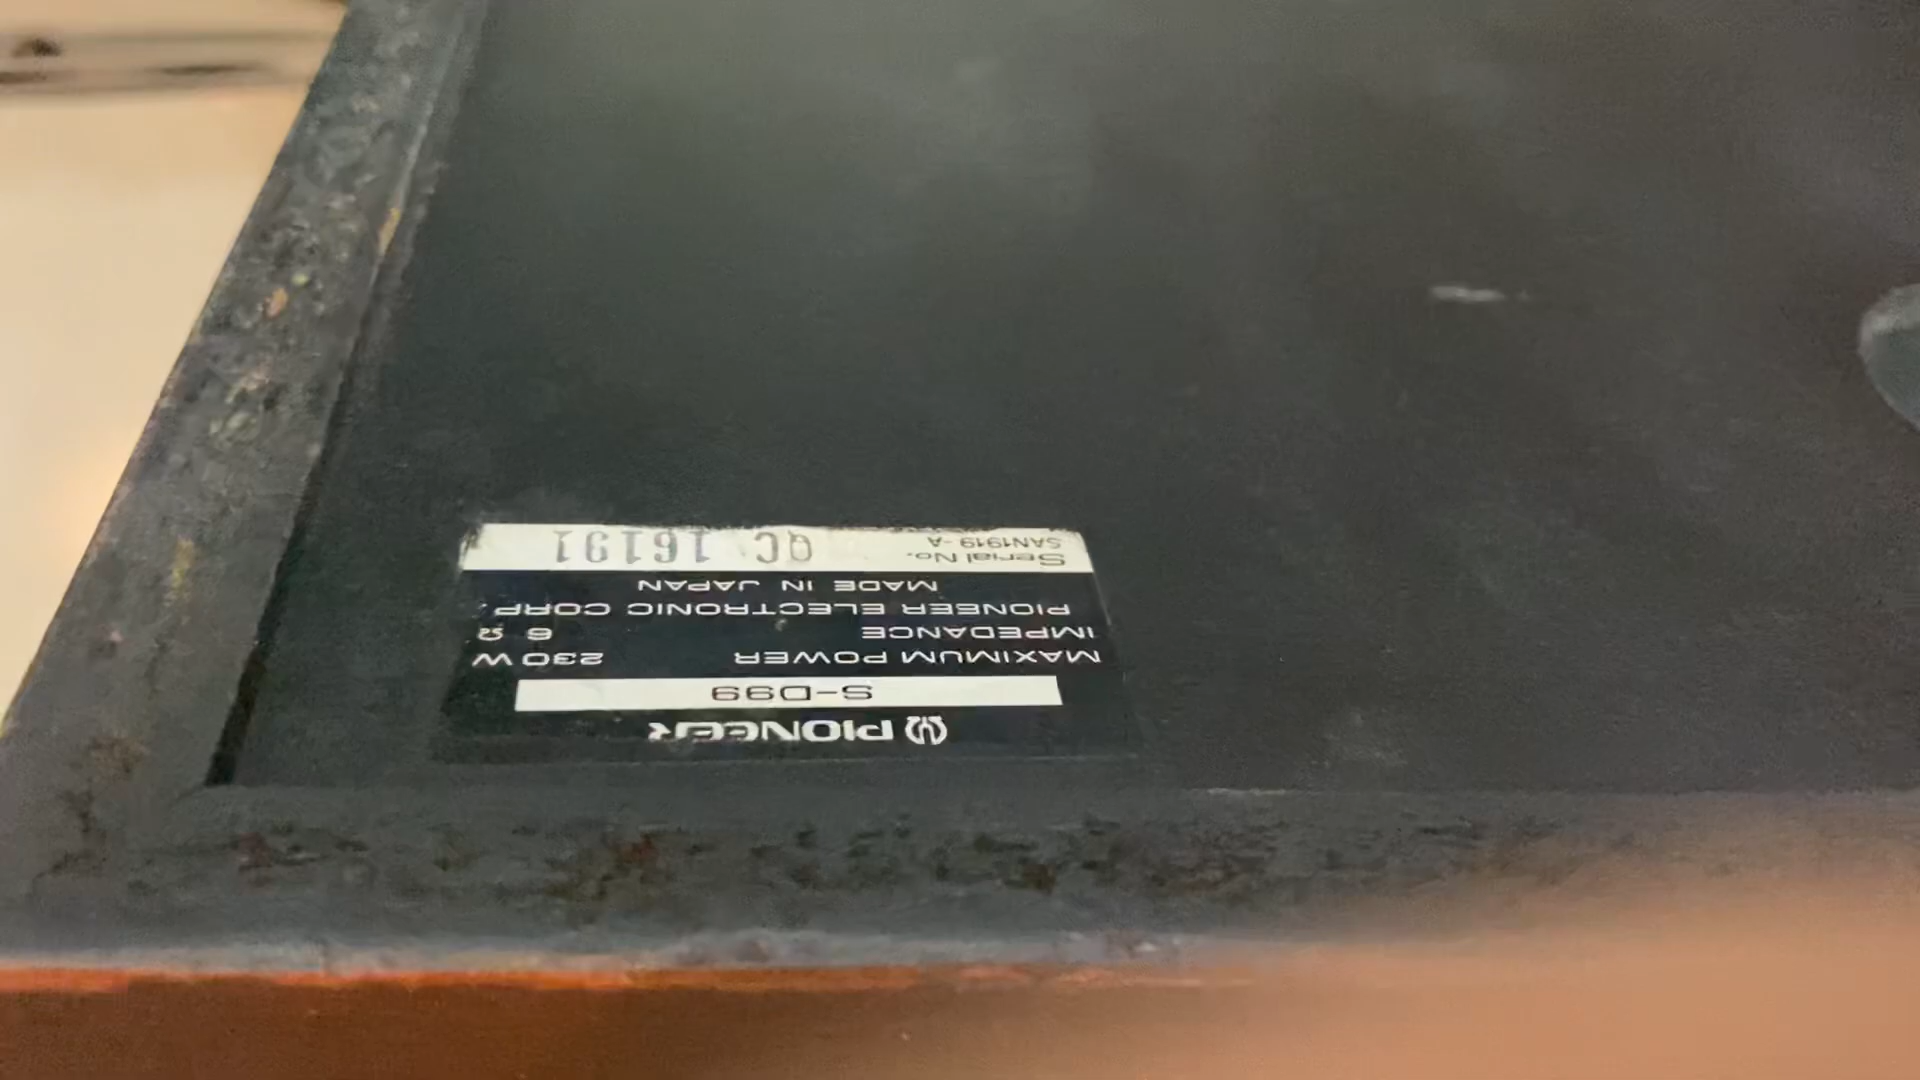 PIONEER
S-D99
MAXIMUM POWER 230 W
IMPEDANCE 6 Ω
PIONEER ELECTRONIC CORP.
MADE IN JAPAN
Serial No. QC 16191
SAN1919-A